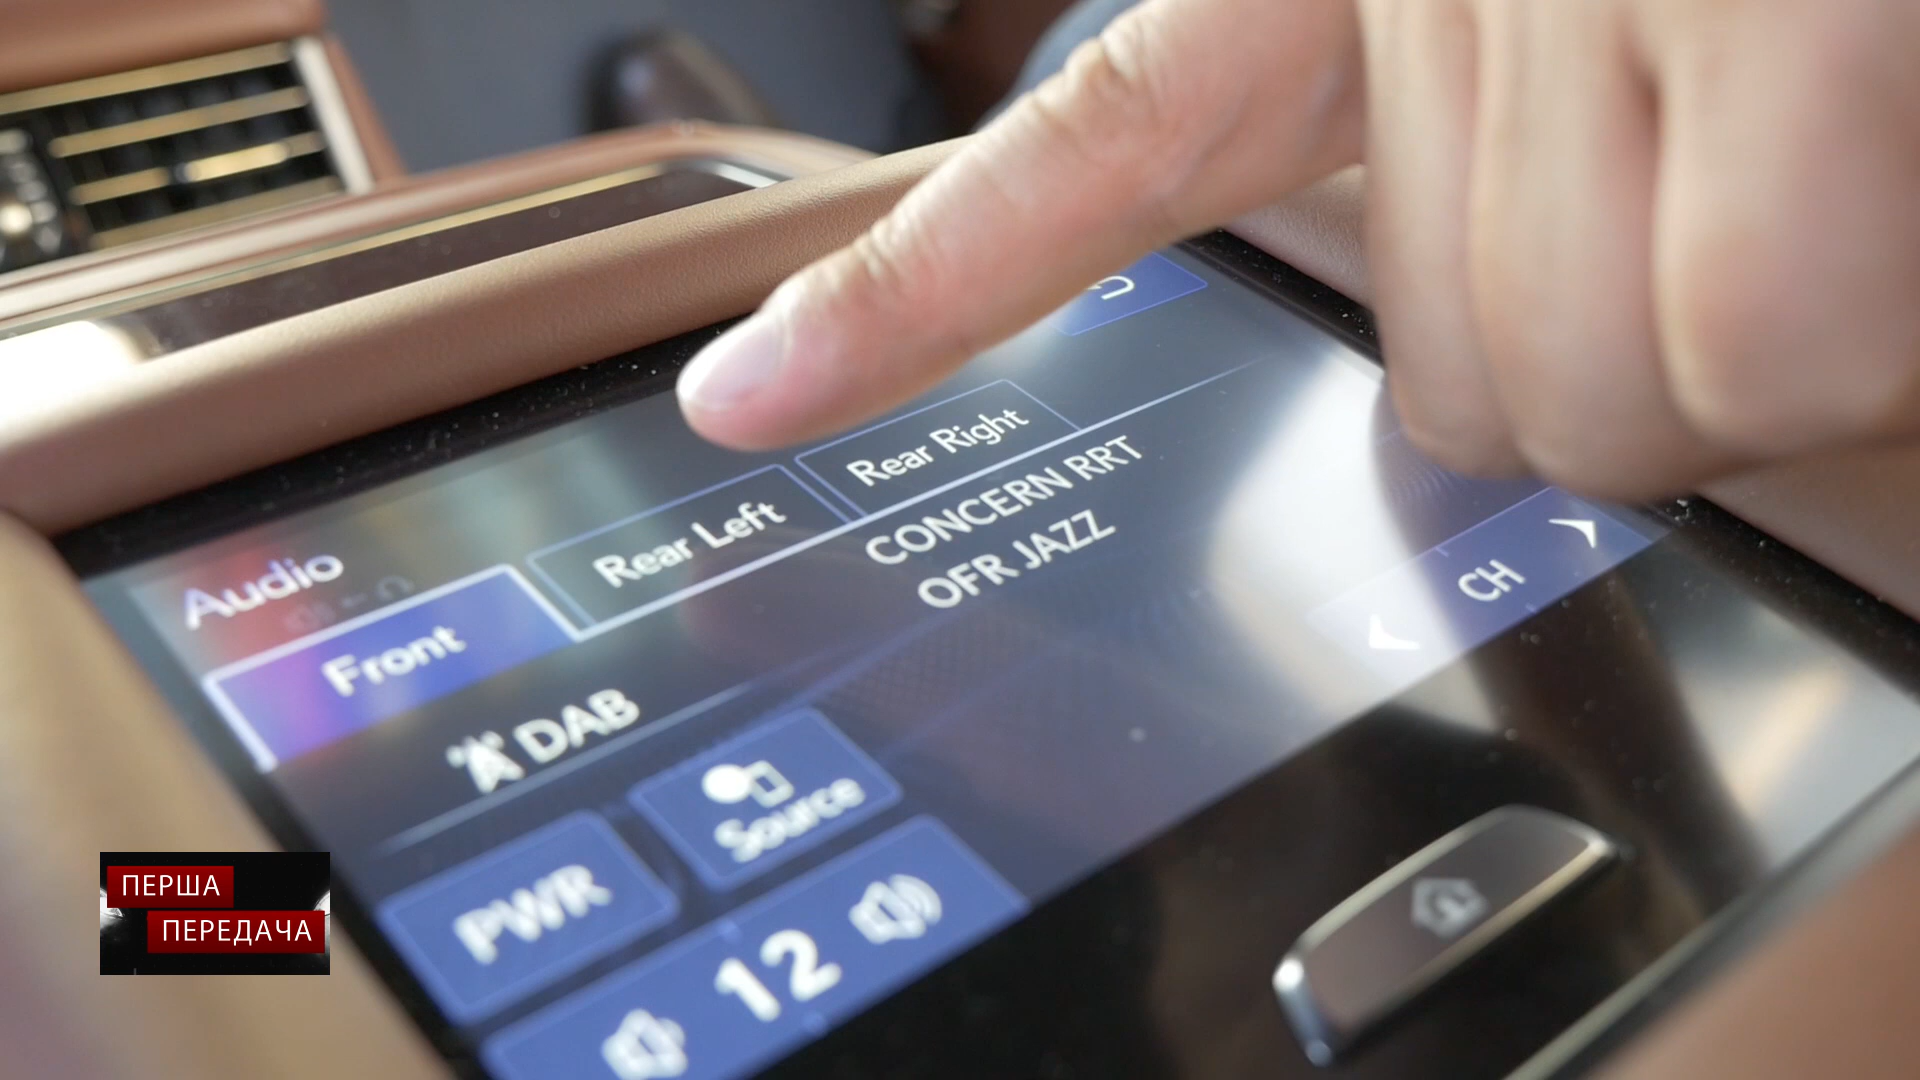 Audio
Front
Rear Left
Rear Right
DAB
CONCERN RRT
OFR JAZZ
CH
PWR
Source
12
ПЕРША
ПЕРЕДАЧА